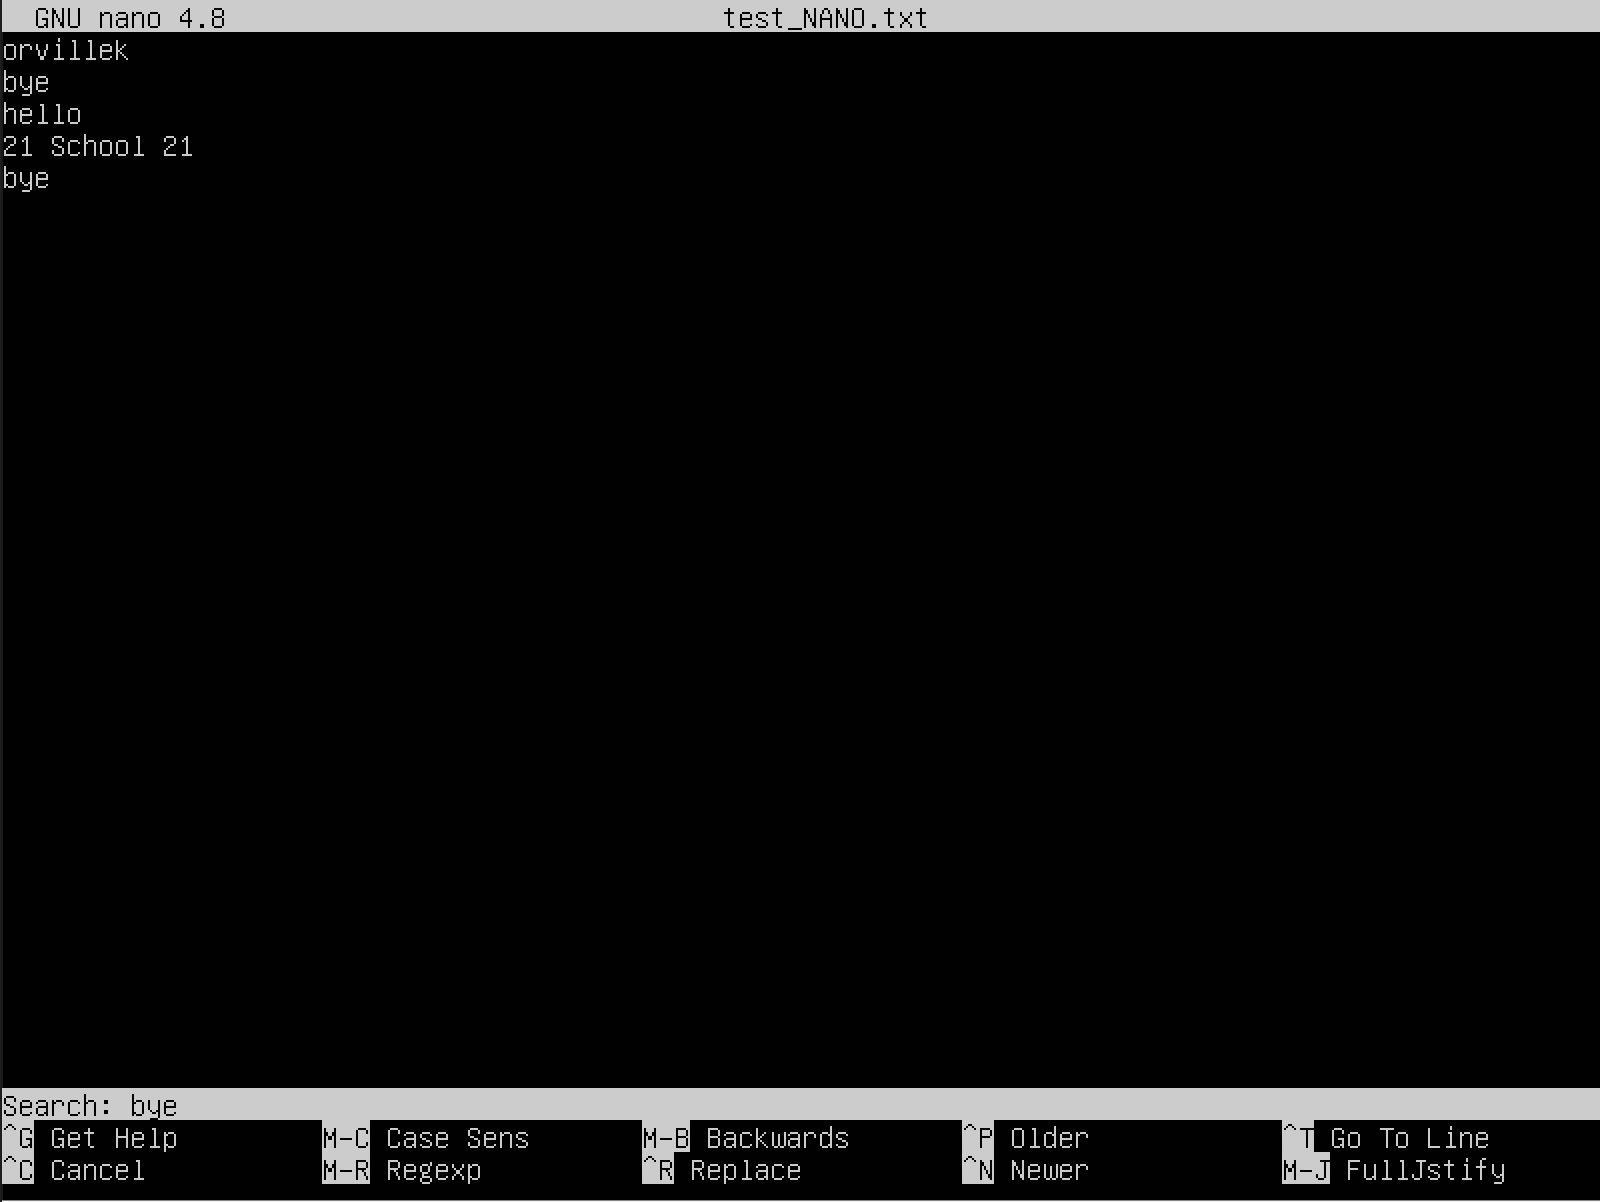 GNU nano 4.8 test_NANO.txt
orvillek
bye
hello
21 School 21
bye
Search: bye
^G Get Help M-C Case Sens M-B Backwards ^P Older ^T Go To Line
^C Cancel M-R Regexp ^R Replace ^N Newer M-J FullJstify